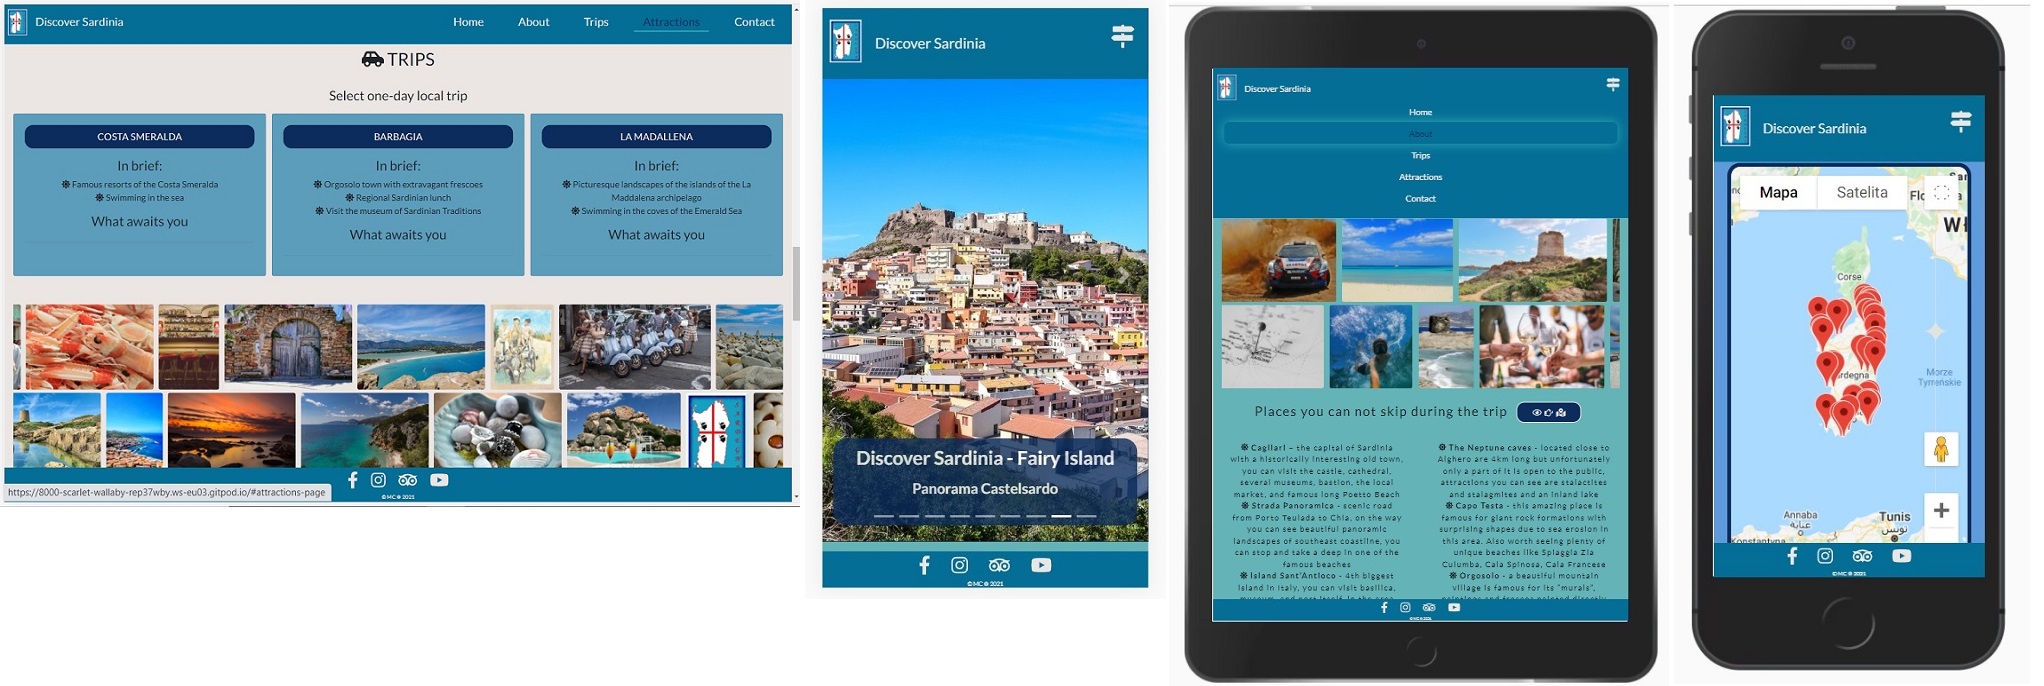 Discover Sardinia
Home About Trips Attractions Contact
TRIPS
Select one-day local trip
COSTA SMERALDA
In brief:
Famous resorts of the Costa Smeralda
Swimming in the sea
What awaits you
BARBAGIA
In brief:
Orgosolo town with extravagant frescoes
Regional Sardinian lunch
Visit the museum of Sardinian Traditions
What awaits you
LA MADALLENA
In brief:
Picturesque landscapes of the islands of the La
Maddalena archipelago
Swimming in the coves of the Emerald Sea
What awaits you
https://8000-scarlet-wallaby-rep37wby.ws-eu03.gitpod.io/#attractions-page
© MC ® 2021
Discover Sardinia
Discover Sardinia - Fairy Island
Panorama Castelsardo
© MC ® 2021
Discover Sardinia
Home
About
Trips
Attractions
Contact
Places you can not skip during the trip
Cagliari – the capital of Sardinia
with a historically interesting old town,
you can visit the castle, cathedral,
several museums, bastion, the local
market, and famous long Poetto Beach
Strada Panoramica - scenic road
from Porto Teulada to Chia, on the way
you can see beautiful panoramic
landscapes of southeast coastline, you
can stop and take a deep in one of the
famous beaches
Island Sant'Antioco - 4th biggest
island in Italy, you can visit basilica,
The Neptune caves - located close to
Alghero are 4km long but unfortunately
only a part of it is open to the public,
attractions you can see are stalactites
and stalagmites and an inland lake
Capo Testa - this amazing place is
famous for giant rock formations with
surprising shapes due to sea erosion in
this area. Also worth seeing plenty of
unique beaches like Spiaggia Zia
Culumba, Cala Spinosa, Cala Francese
Orgosolo - a beautiful mountain
village is famous for its "murals",
© MC ® 2021
Discover Sardinia
Mapa Satelita
Corse
Morze
Tyrreńskie
Annaba
عنابة
Tunis
تونس
© MC ® 2021